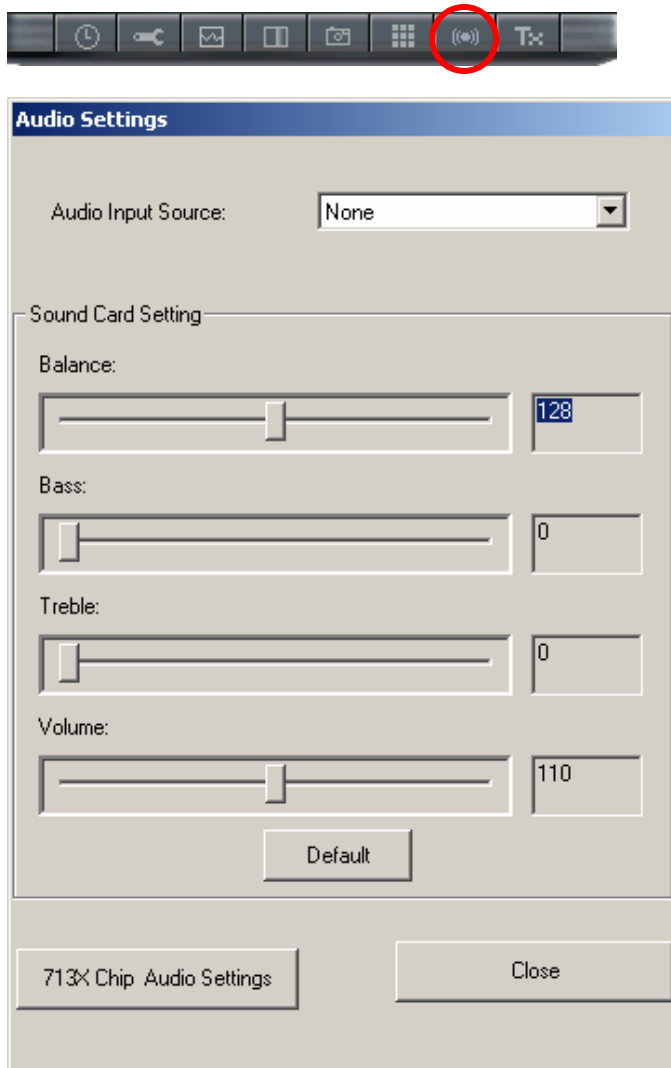 Tx
Audio Settings
Audio Input Source: None
Sound Card Setting
Balance:
128
Bass:
0
Treble:
0
Volume:
110
Default
713X Chip Audio Settings Close